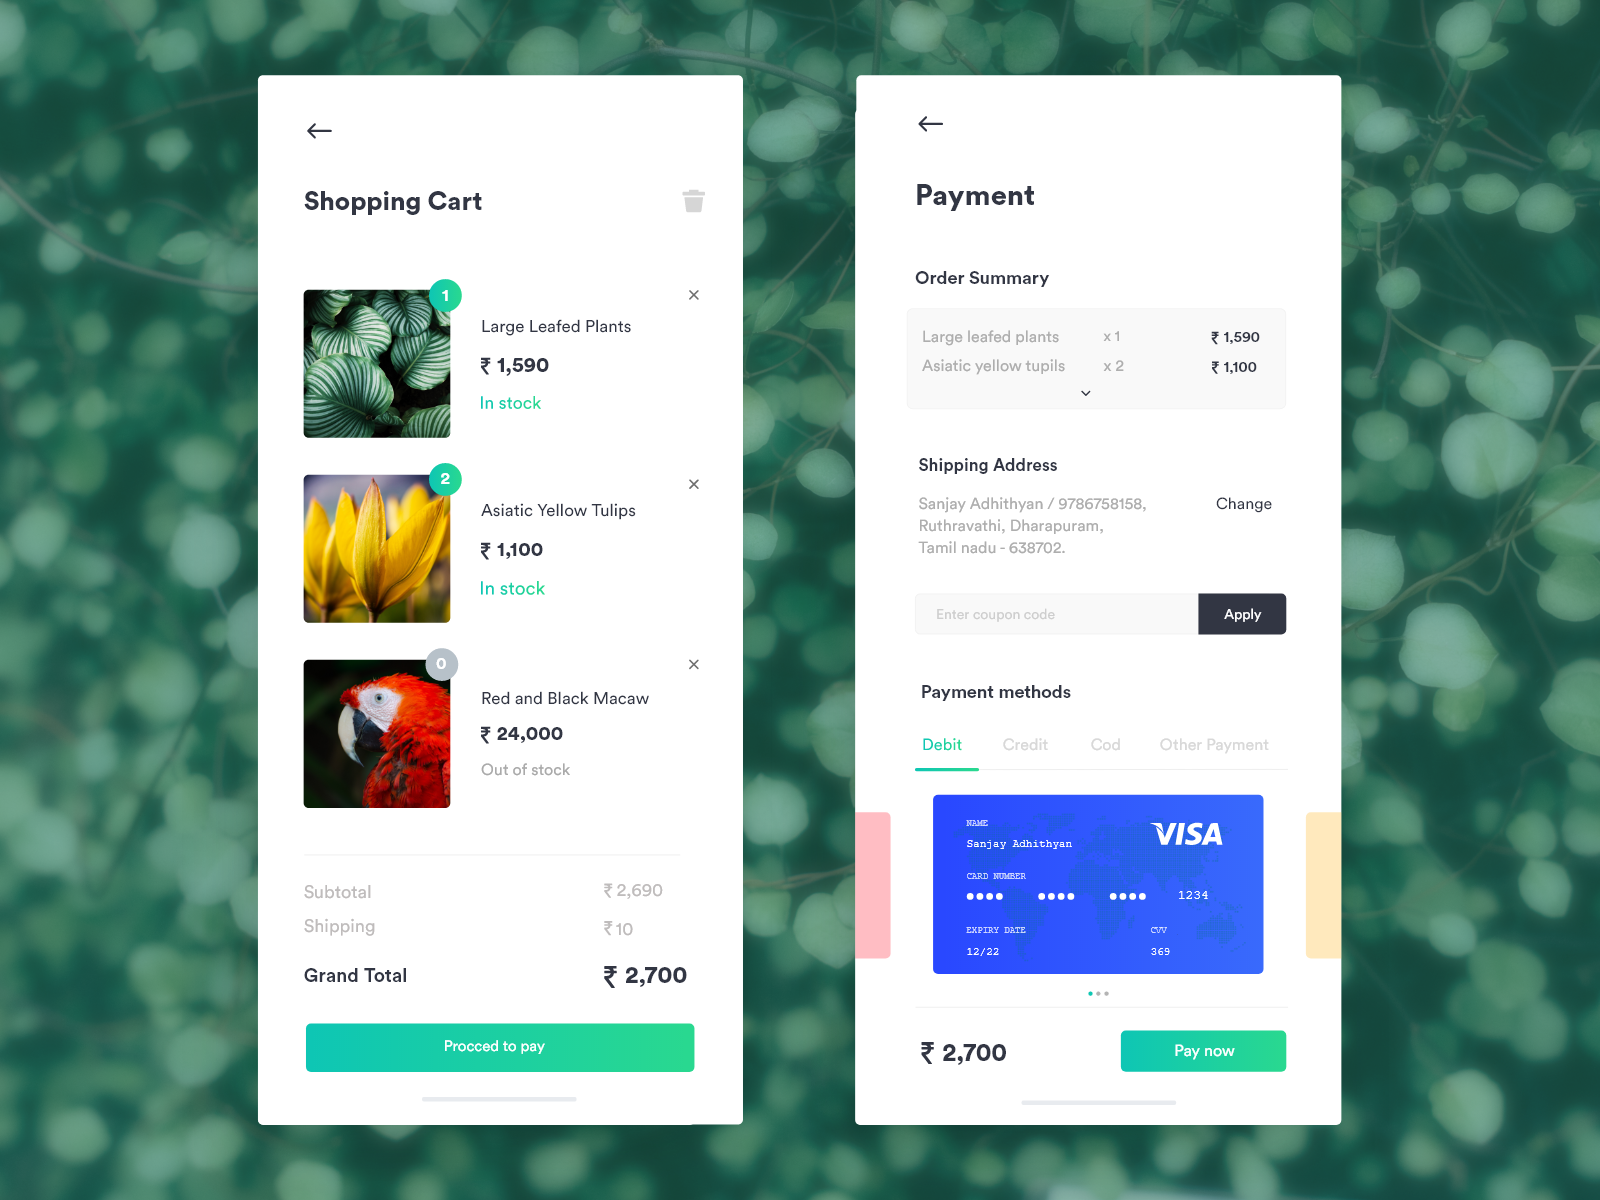 Shopping Cart
1
Large Leafed Plants
₹ 1,590
In stock
2
Asiatic Yellow Tulips
₹ 1,100
In stock
0
Red and Black Macaw
₹ 24,000
Out of stock
Subtotal ₹ 2,690
Shipping ₹ 10
Grand Total ₹ 2,700
Procced to pay
Payment
Order Summary
Large leafed plants x 1 ₹ 1,590
Asiatic yellow tupils x 2 ₹ 1,100
Shipping Address
Sanjay Adhithyan / 9786758158, Change
Ruthravathi, Dharapuram,
Tamil nadu - 638702.
Enter coupon code Apply
Payment methods
Debit Credit Cod Other Payment
NAME
Sanjay Adhithyan
VISA
CARD NUMBER
●●●● ●●●● ●●●● 1234
EXPIRY DATE CVV
12/22 369
₹ 2,700 Pay now